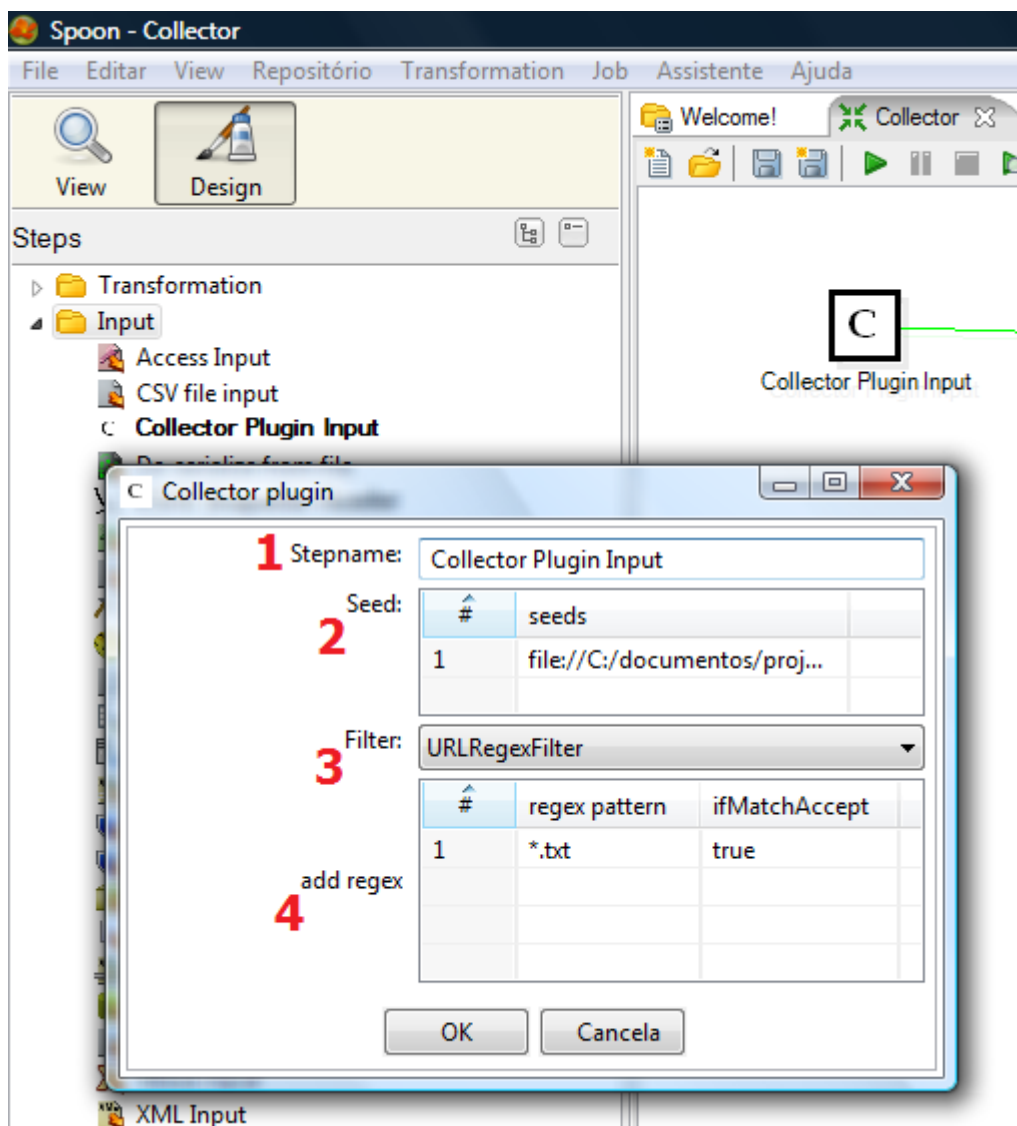 Spoon - Collector
File Editar View Repositório Transformation Job Assistente Ajuda
View
Design
Welcome!
Collector
Steps
Transformation
Input
Access Input
CSV file input
C Collector Plugin Input
C
Collector Plugin Input
C Collector plugin
1 Stepname: Collector Plugin Input
2 Seed:
# seeds
1 file://C:/documentos/proj...
3 Filter: URLRegexFilter
# regex pattern ifMatchAccept
1 *.txt true
4 add regex
OK Cancela
XML Input